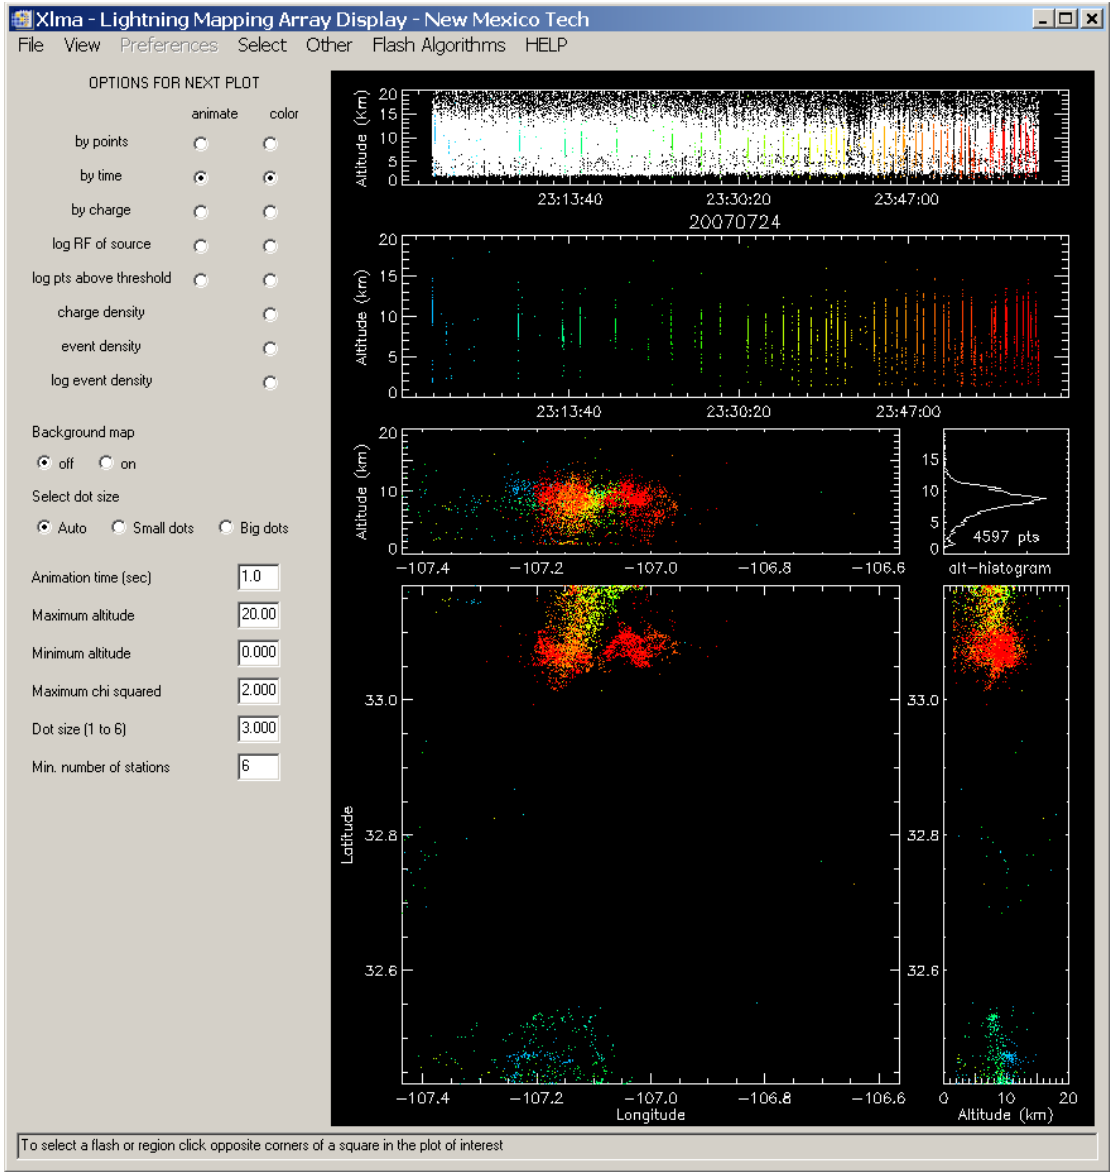 Xlma - Lightning Mapping Array Display - New Mexico Tech
File View Preferences Select Other Flash Algorithms HELP
OPTIONS FOR NEXT PLOT
animate color
by points
by time
by charge
log RF of source
log pts above threshold
charge density
event density
log event density
Background map
off on
Select dot size
Auto Small dots Big dots
Animation time (sec) 1.0
Maximum altitude 20.00
Minimum altitude 0.000
Maximum chi squared 2.000
Dot size (1 to 6) 3.000
Min. number of stations 6
Altitude (Km)
20
15
10
5
0
23:13:40 23:30:20 23:47:00
20070724
Altitude (km)
20
15
10
5
0
23:13:40 23:30:20 23:47:00
Altitude (km)
20
10
0
-107.4 -107.2 -107.0 -106.8 -106.6
15
10
5
0
4597 pts
alt-histogram
Latitude
33.0
32.8
32.6
-107.4 -107.2 -107.0 -106.8 -106.6
Longitude
33.0
32.8
32.6
0 10 20
Altitude (km)
To select a flash or region click opposite corners of a square in the plot of interest